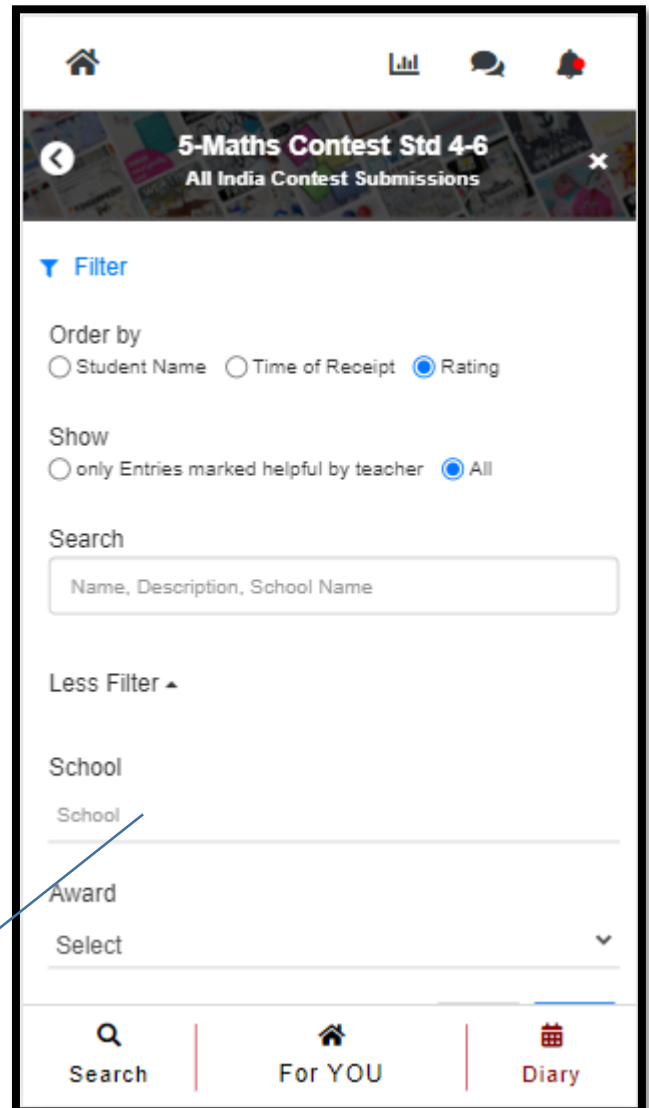 5-Maths Contest Std 4-6
All India Contest Submissions
Filter
Order by
Student Name Time of Receipt Rating
Show
only Entries marked helpful by teacher All
Search
Name, Description, School Name
Less Filter
School
School
Award
Select
Search For YOU Diary